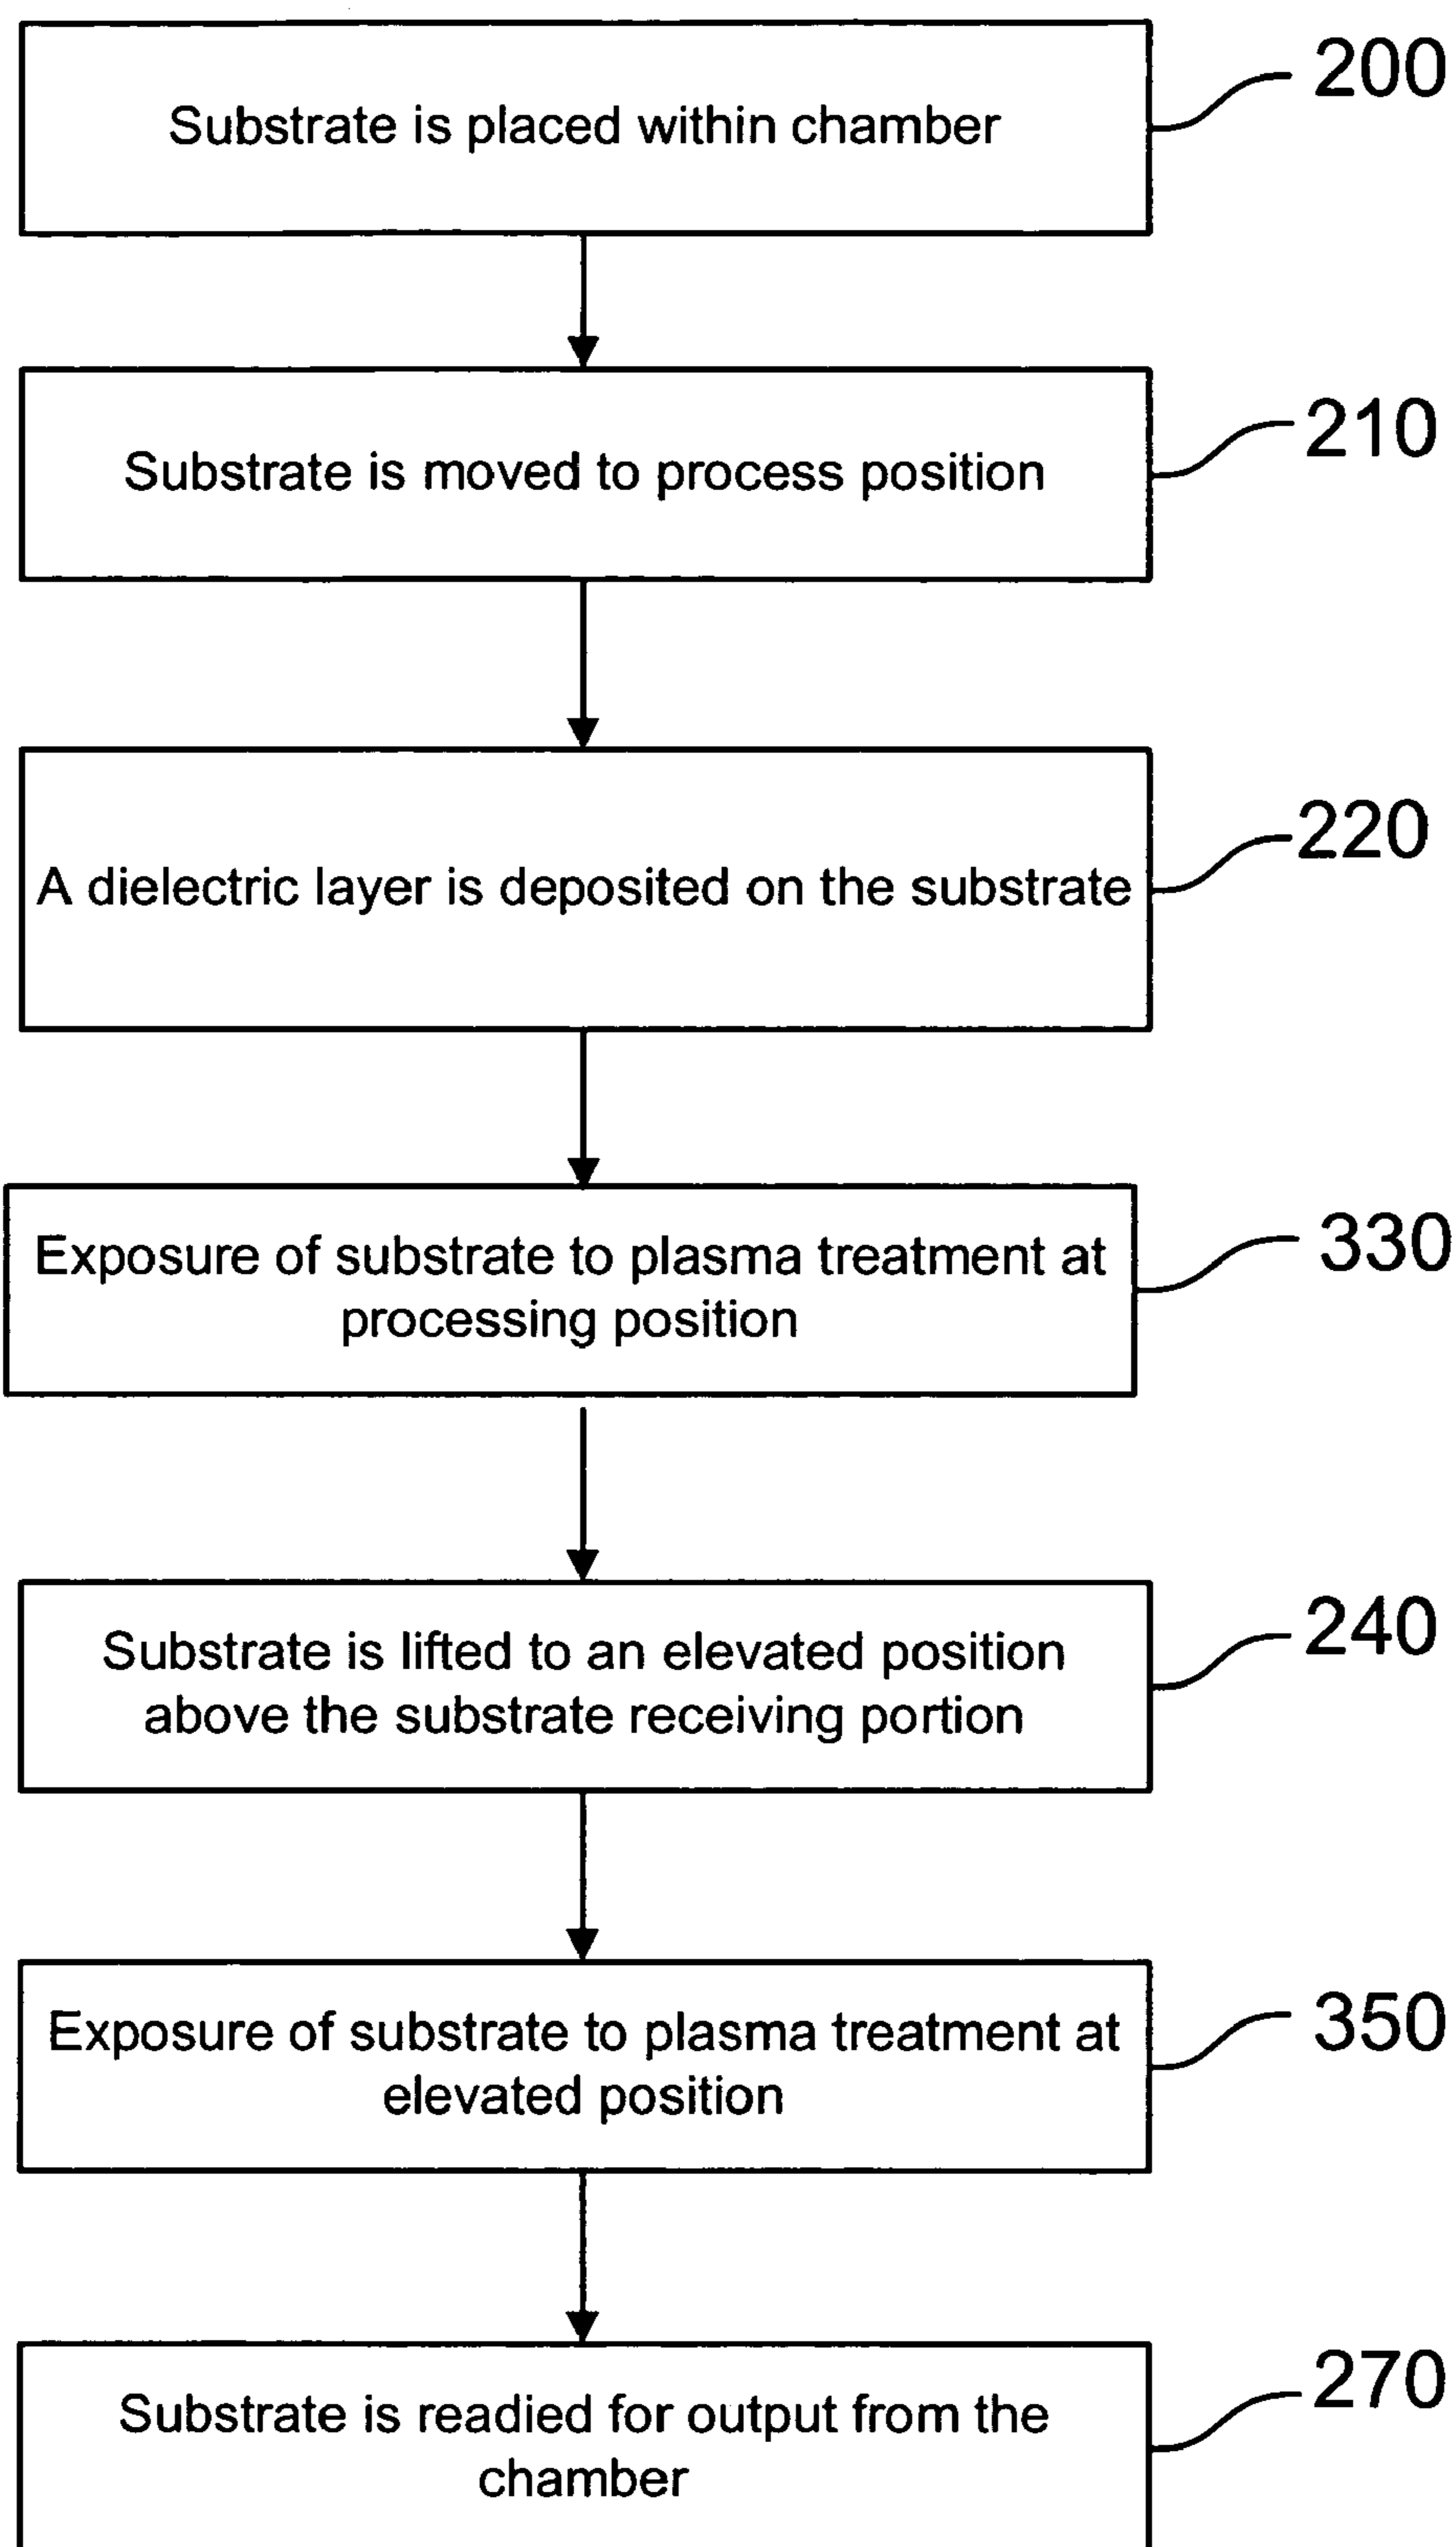 Substrate is placed within chamber
200
Substrate is moved to process position
210
A dielectric layer is deposited on the substrate
220
Exposure of substrate to plasma treatment at
processing position
330
Substrate is lifted to an elevated position
above the substrate receiving portion
240
Exposure of substrate to plasma treatment at
elevated position
350
Substrate is readied for output from the
chamber
270